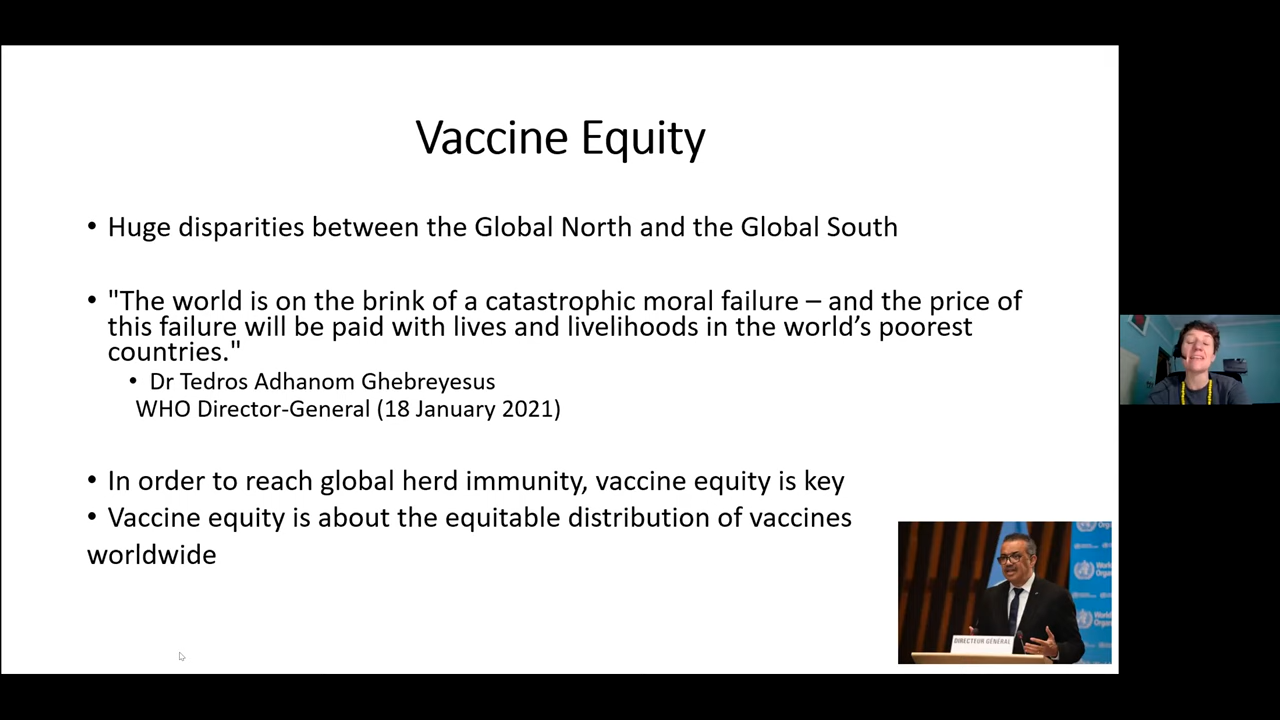 Vaccine Equity
• Huge disparities between the Global North and the Global South
• "The world is on the brink of a catastrophic moral failure – and the price of
this failure will be paid with lives and livelihoods in the world’s poorest
countries."
• Dr Tedros Adhanom Ghebreyesus
WHO Director-General (18 January 2021)
• In order to reach global herd immunity, vaccine equity is key
• Vaccine equity is about the equitable distribution of vaccines
worldwide
DIRECTEUR GÉNÉRAL